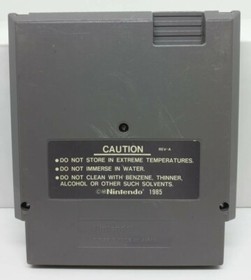 CAUTION REV-A
•DO NOT STORE IN EXTREME TEMPERATURES.
•DO NOT IMMERSE IN WATER.
•DO NOT CLEAN WITH BENZENE, THINNER,
ALCOHOL OR OTHER SUCH SOLVENTS.
©Nintendo 1985